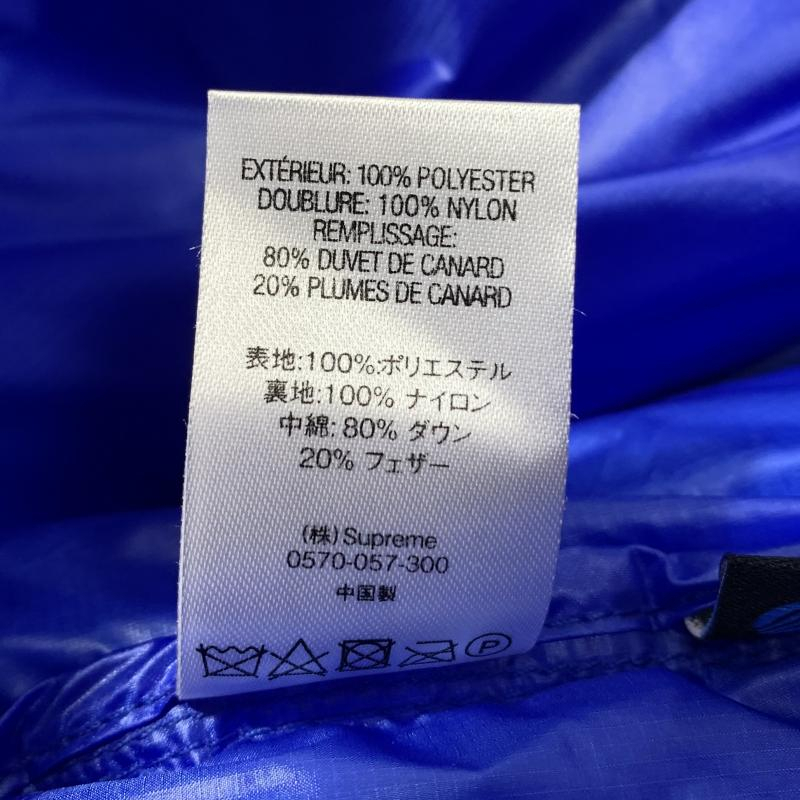 EXTÉRIEUR: 100% POLYESTER
DOUBLURE: 100% NYLON
REMPLISSAGE:
80% DUVET DE CANARD
20% PLUMES DE CANARD
表地:100%:ポリエステル
裏地:100% ナイロン
中綿: 80% ダウン
20% フェザー
(株) Supreme
0570-057-300
中国製
P